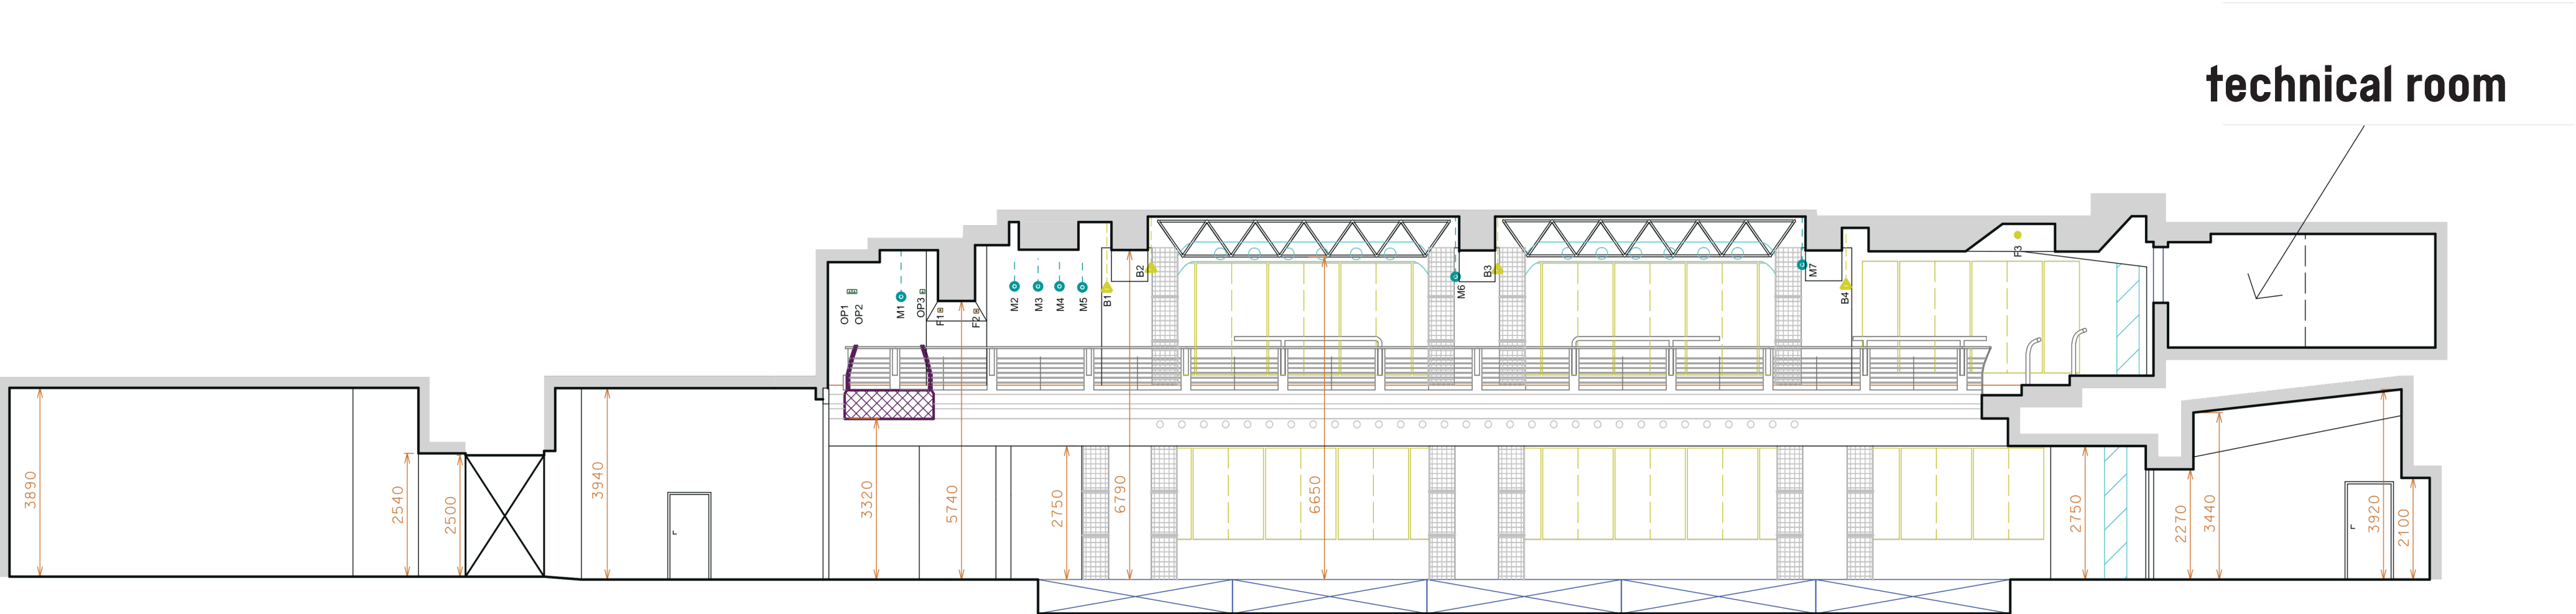 technical room
OP1
OP2
M1
OP3
F1
F2
M2
M3
M4
M5
B1
B2
M6
B3
M7
B4
F3
3890
2540
2500
3940
3320
5740
2750
6790
6650
2750
2270
3440
3920
2100